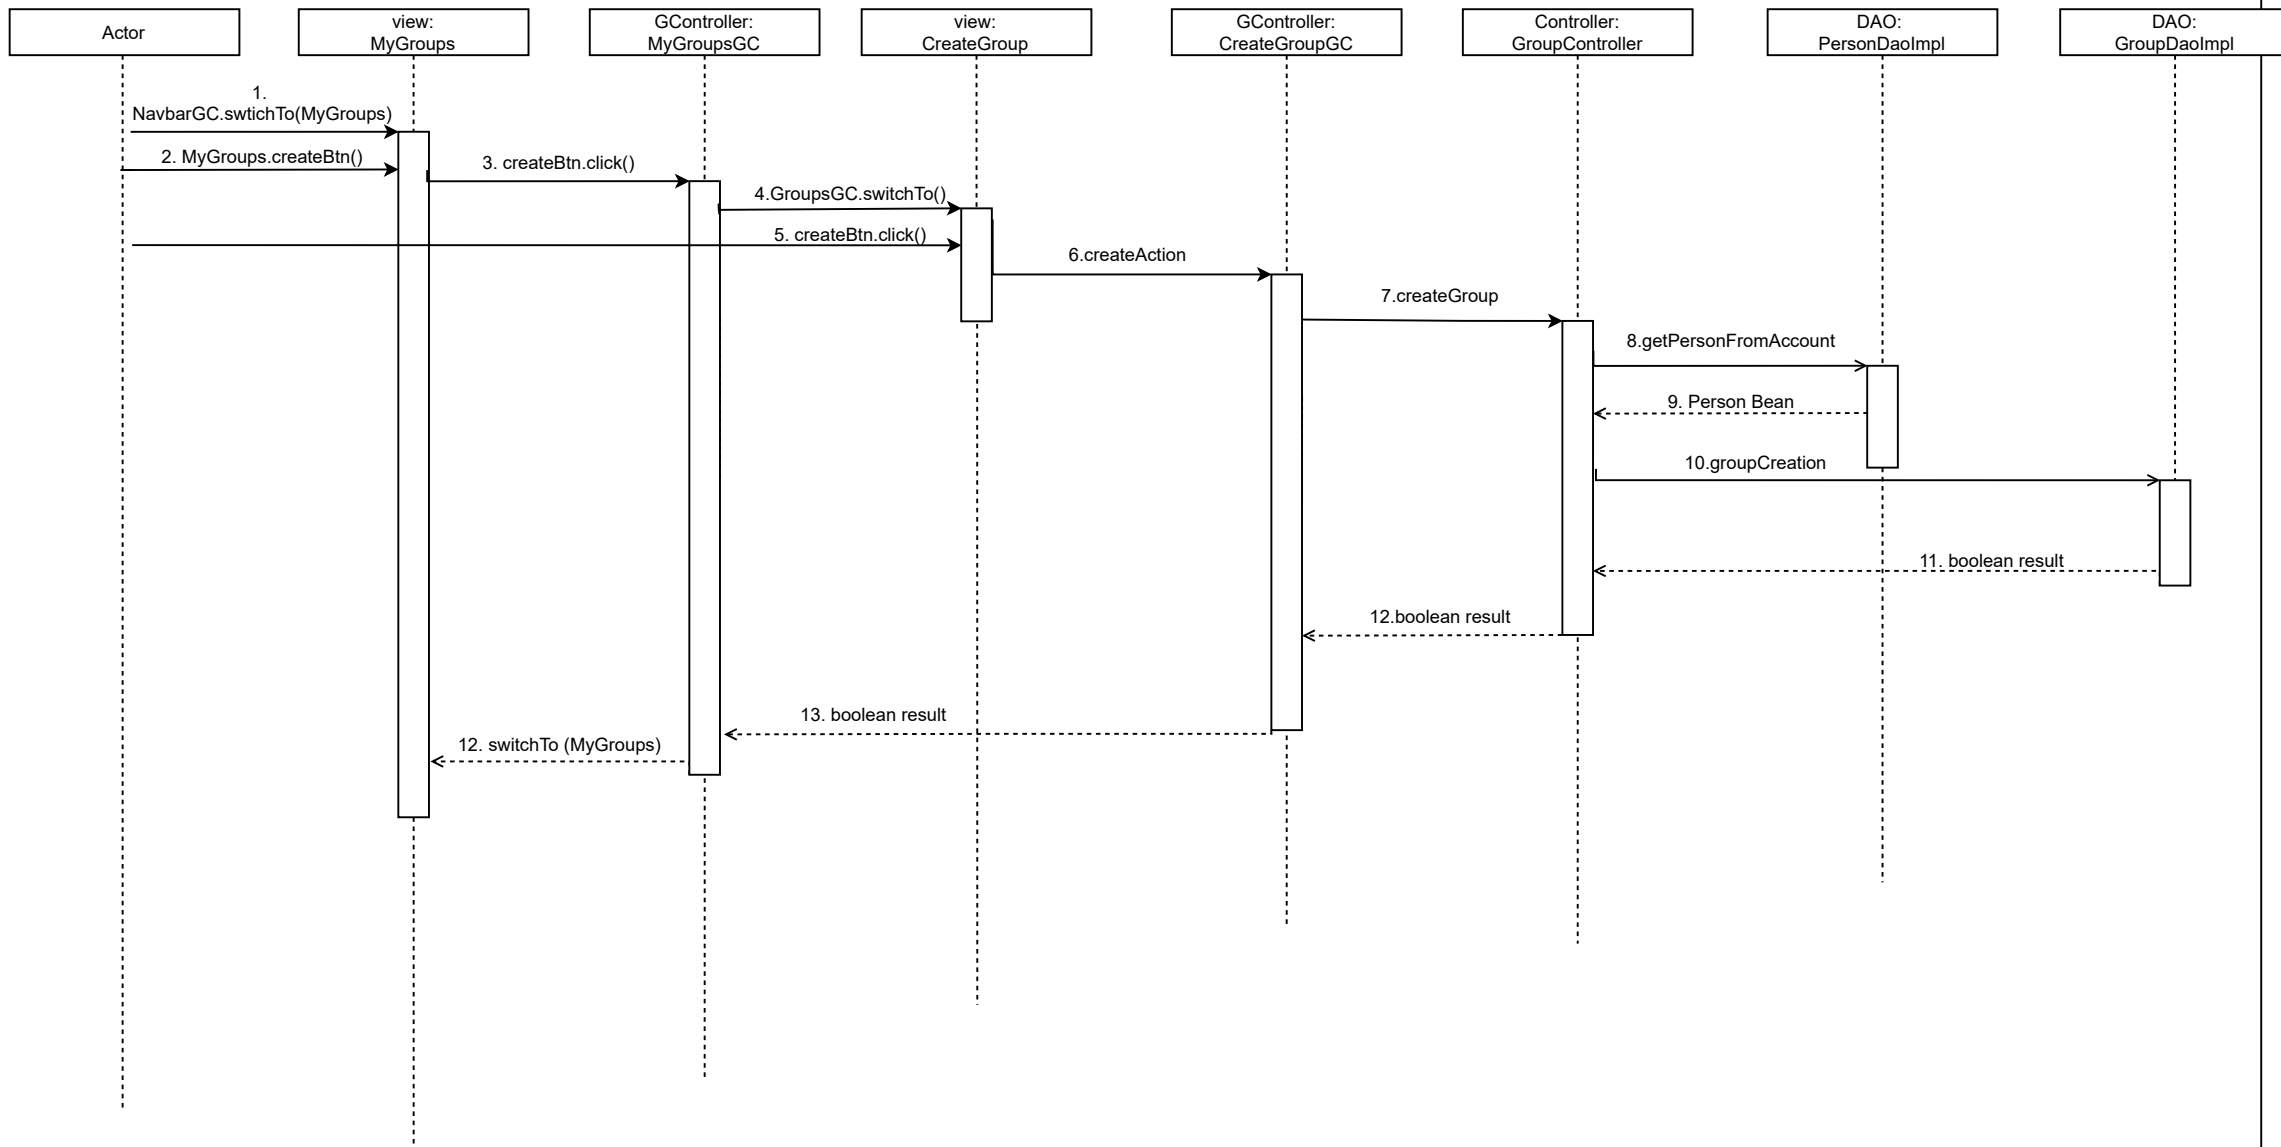 Actor
view:
MyGroups
GController:
MyGroupsGC
view:
CreateGroup
GController:
CreateGroupGC
Controller:
GroupController
DAO:
PersonDaoImpl
DAO:
GroupDaoImpl
1.
NavbarGC.swtichTo(MyGroups)
2. MyGroups.createBtn()
3. createBtn.click()
4.GroupsGC.switchTo()
5. createBtn.click()
6.createAction
7.createGroup
8.getPersonFromAccount
9. Person Bean
10.groupCreation
11. boolean result
12.boolean result
13. boolean result
12. switchTo (MyGroups)